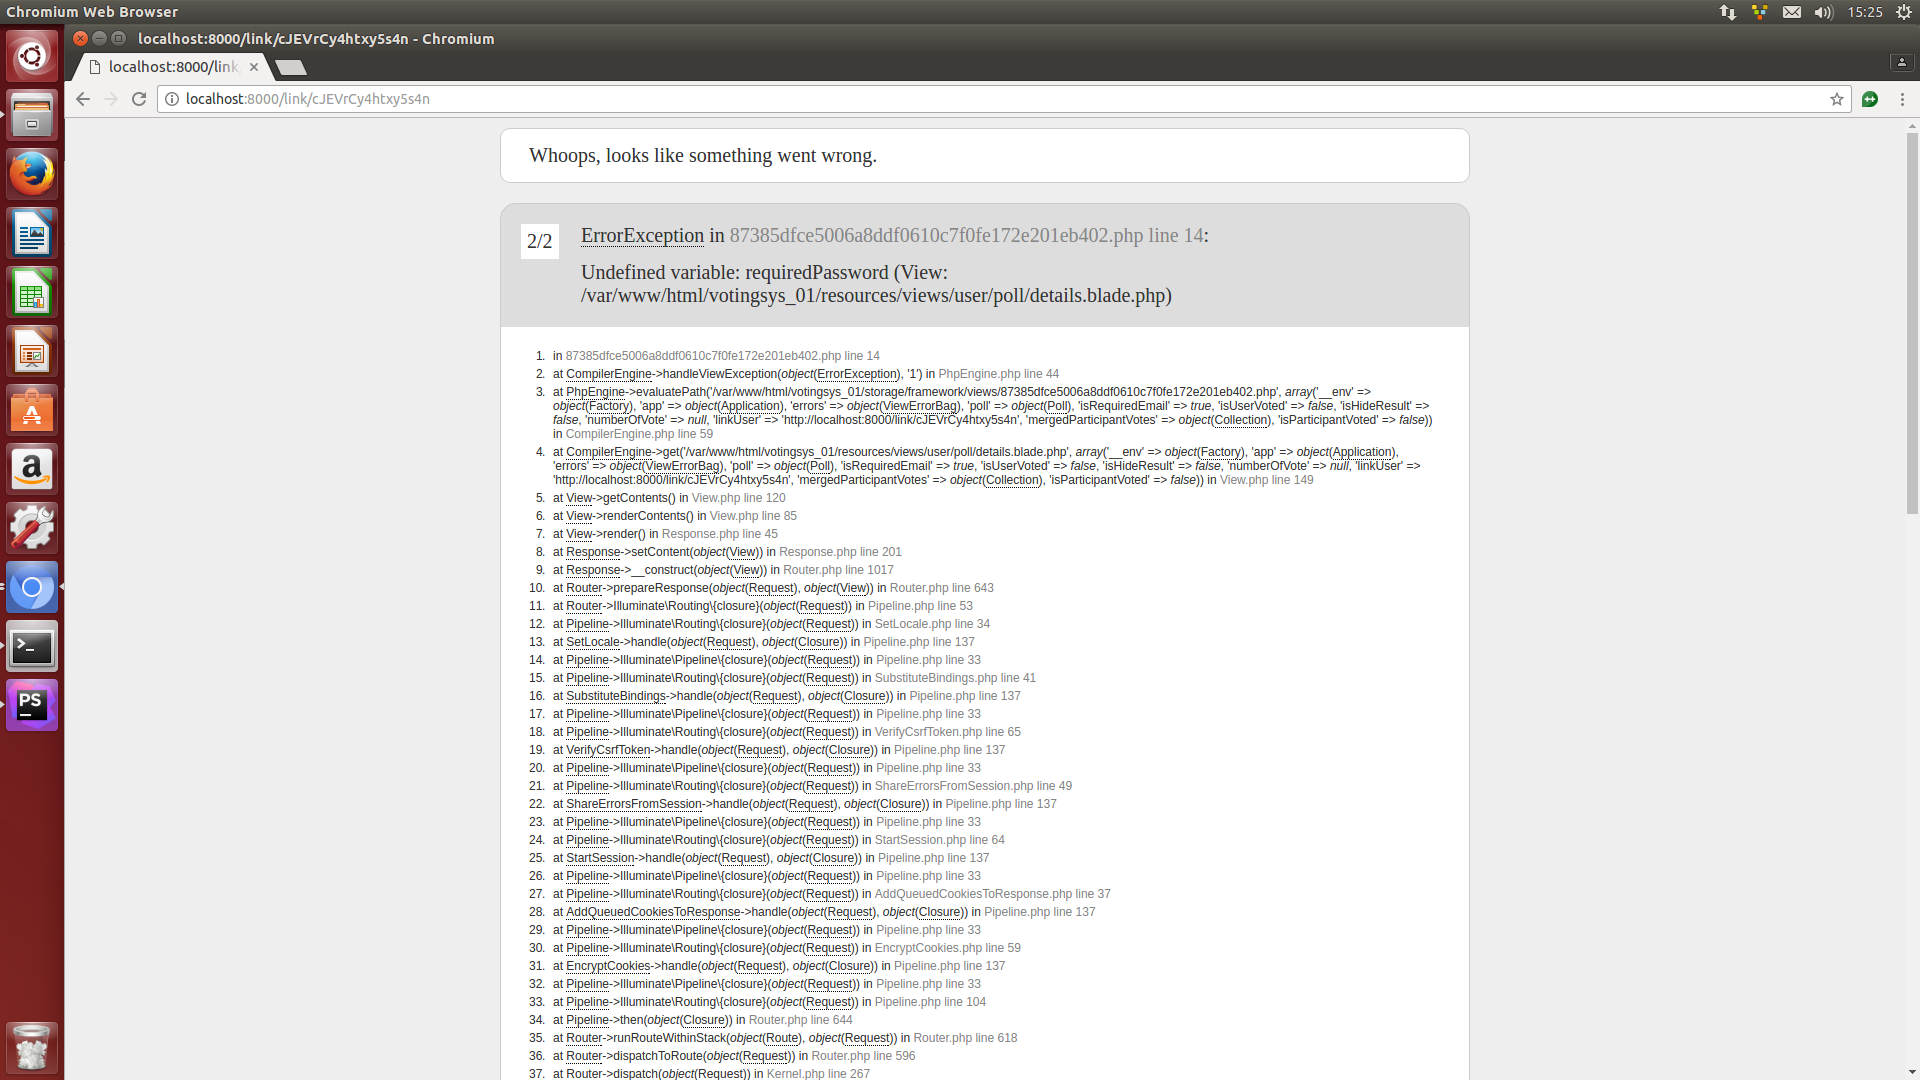 Chromium Web Browser
15:25
localhost:8000/link/cJEVrCy4htxy5s4n - Chromium
localhost:8000/link
localhost:8000/link/cJEVrCy4htxy5s4n
Whoops, looks like something went wrong.
2/2
ErrorException in 87385dfce5006a8ddf0610c7f0fe172e201eb402.php line 14:
Undefined variable: requiredPassword (View:
/var/www/html/votingsys_01/resources/views/user/poll/details.blade.php)
1. in 87385dfce5006a8ddf0610c7f0fe172e201eb402.php line 14
2. at CompilerEngine->handleViewException(object(ErrorException), '1') in PhpEngine.php line 44
3. at PhpEngine->evaluatePath('/var/www/html/votingsys_01/storage/framework/views/87385dfce5006a8ddf0610c7f0fe172e201eb402.php', array('__env' =>
object(Factory), 'app' => object(Application), 'errors' => object(ViewErrorBag), 'poll' => object(Poll), 'isRequiredEmail' => true, 'isUserVoted' => false, 'isHideResult' =>
false, 'numberOfVote' => null, 'linkUser' => 'http://localhost:8000/link/cJEVrCy4htxy5s4n', 'mergedParticipantVotes' => object(Collection), 'isParticipantVoted' => false))
in CompilerEngine.php line 59
4. at CompilerEngine->get('/var/www/html/votingsys_01/resources/views/user/poll/details.blade.php', array('__env' => object(Factory), 'app' => object(Application),
'errors' => object(ViewErrorBag), 'poll' => object(Poll), 'isRequiredEmail' => true, 'isUserVoted' => false, 'isHideResult' => false, 'numberOfVote' => null, 'linkUser' =>
'http://localhost:8000/link/cJEVrCy4htxy5s4n', 'mergedParticipantVotes' => object(Collection), 'isParticipantVoted' => false)) in View.php line 149
5. at View->getContents() in View.php line 120
6. at View->renderContents() in View.php line 85
7. at View->render() in Response.php line 45
8. at Response->setContent(object(View)) in Response.php line 201
9. at Response->__construct(object(View)) in Router.php line 1017
10. at Router->prepareResponse(object(Request), object(View)) in Router.php line 643
11. at Router->Illuminate\Routing\{closure}(object(Request)) in Pipeline.php line 53
12. at Pipeline->Illuminate\Routing\{closure}(object(Request)) in SetLocale.php line 34
13. at SetLocale->handle(object(Request), object(Closure)) in Pipeline.php line 137
14. at Pipeline->Illuminate\Pipeline\{closure}(object(Request)) in Pipeline.php line 33
15. at Pipeline->Illuminate\Routing\{closure}(object(Request)) in SubstituteBindings.php line 41
16. at SubstituteBindings->handle(object(Request), object(Closure)) in Pipeline.php line 137
17. at Pipeline->Illuminate\Pipeline\{closure}(object(Request)) in Pipeline.php line 33
18. at Pipeline->Illuminate\Routing\{closure}(object(Request)) in VerifyCsrfToken.php line 65
19. at VerifyCsrfToken->handle(object(Request), object(Closure)) in Pipeline.php line 137
20. at Pipeline->Illuminate\Pipeline\{closure}(object(Request)) in Pipeline.php line 33
21. at Pipeline->Illuminate\Routing\{closure}(object(Request)) in ShareErrorsFromSession.php line 49
22. at ShareErrorsFromSession->handle(object(Request), object(Closure)) in Pipeline.php line 137
23. at Pipeline->Illuminate\Pipeline\{closure}(object(Request)) in Pipeline.php line 33
24. at Pipeline->Illuminate\Routing\{closure}(object(Request)) in StartSession.php line 64
25. at StartSession->handle(object(Request), object(Closure)) in Pipeline.php line 137
26. at Pipeline->Illuminate\Pipeline\{closure}(object(Request)) in Pipeline.php line 33
27. at Pipeline->Illuminate\Routing\{closure}(object(Request)) in AddQueuedCookiesToResponse.php line 37
28. at AddQueuedCookiesToResponse->handle(object(Request), object(Closure)) in Pipeline.php line 137
29. at Pipeline->Illuminate\Pipeline\{closure}(object(Request)) in Pipeline.php line 33
30. at Pipeline->Illuminate\Routing\{closure}(object(Request)) in EncryptCookies.php line 59
31. at EncryptCookies->handle(object(Request), object(Closure)) in Pipeline.php line 137
32. at Pipeline->Illuminate\Pipeline\{closure}(object(Request)) in Pipeline.php line 33
33. at Pipeline->Illuminate\Routing\{closure}(object(Request)) in Pipeline.php line 104
34. at Pipeline->then(object(Closure)) in Router.php line 644
35. at Router->runRouteWithinStack(object(Route), object(Request)) in Router.php line 618
36. at Router->dispatchToRoute(object(Request)) in Router.php line 596
37. at Router->dispatch(object(Request)) in Kernel.php line 267
PS